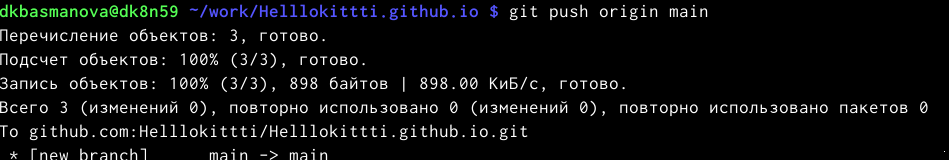 dkbasmanova@dk8n59 ~/work/Helllokittti.github.io $ git push origin main
Перечисление объектов: 3, готово.
Подсчет объектов: 100% (3/3), готово.
Запись объектов: 100% (3/3), 898 байтов | 898.00 КиБ/с, готово.
Всего 3 (изменений 0), повторно использовано 0 (изменений 0), повторно использовано пакетов 0
To github.com:Helllokittti/Helllokittti.github.io.git
 * [new branch]      main -> main